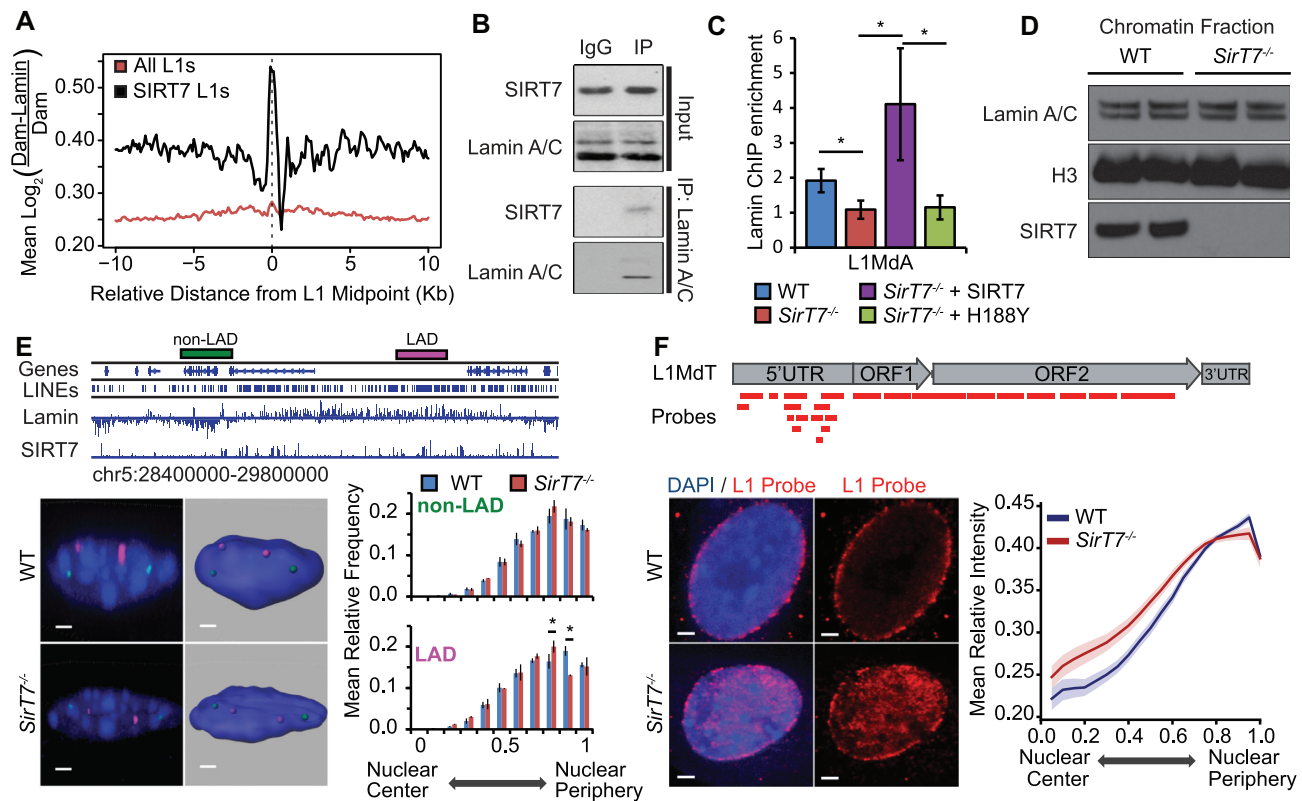 A
Mean Log2(Dam-Lamin/Dam)
0.50
0.40
0.30
0.20
All L1s
SIRT7 L1s
−10
−5
0
5
10
Relative Distance from L1 Midpoint (Kb)
B
IgG IP
SIRT7
Lamin A/C
Input
SIRT7
Lamin A/C
IP: Lamin A/C
C
Lamin ChIP enrichment
6
5
4
3
2
1
0
*
*
*
L1MdA
WT
SirT7-/-
SirT7-/- + SIRT7
SirT7-/- + H188Y
D
Chromatin Fraction
WT SirT7-/-
Lamin A/C
H3
SIRT7
E
non-LAD
LAD
Genes
LINEs
Lamin
SIRT7
chr5:28400000-29800000
WT
SirT7-/-
WT SirT7-/-
non-LAD
Mean Relative Frequency
0.2
0.1
0.0
LAD
* *
0.2
0.1
0.0
0 0.5 1
Nuclear Center
Nuclear Periphery
F
L1MdT
5'UTR ORF1 ORF2 3'UTR
Probes
DAPI / L1 Probe
L1 Probe
WT
SirT7-/-
WT
SirT7-/-
Mean Relative Intensity
0.45
0.40
0.35
0.30
0.25
0.20
0.0 0.2 0.4 0.6 0.8 1.0
Nuclear Center
Nuclear Periphery